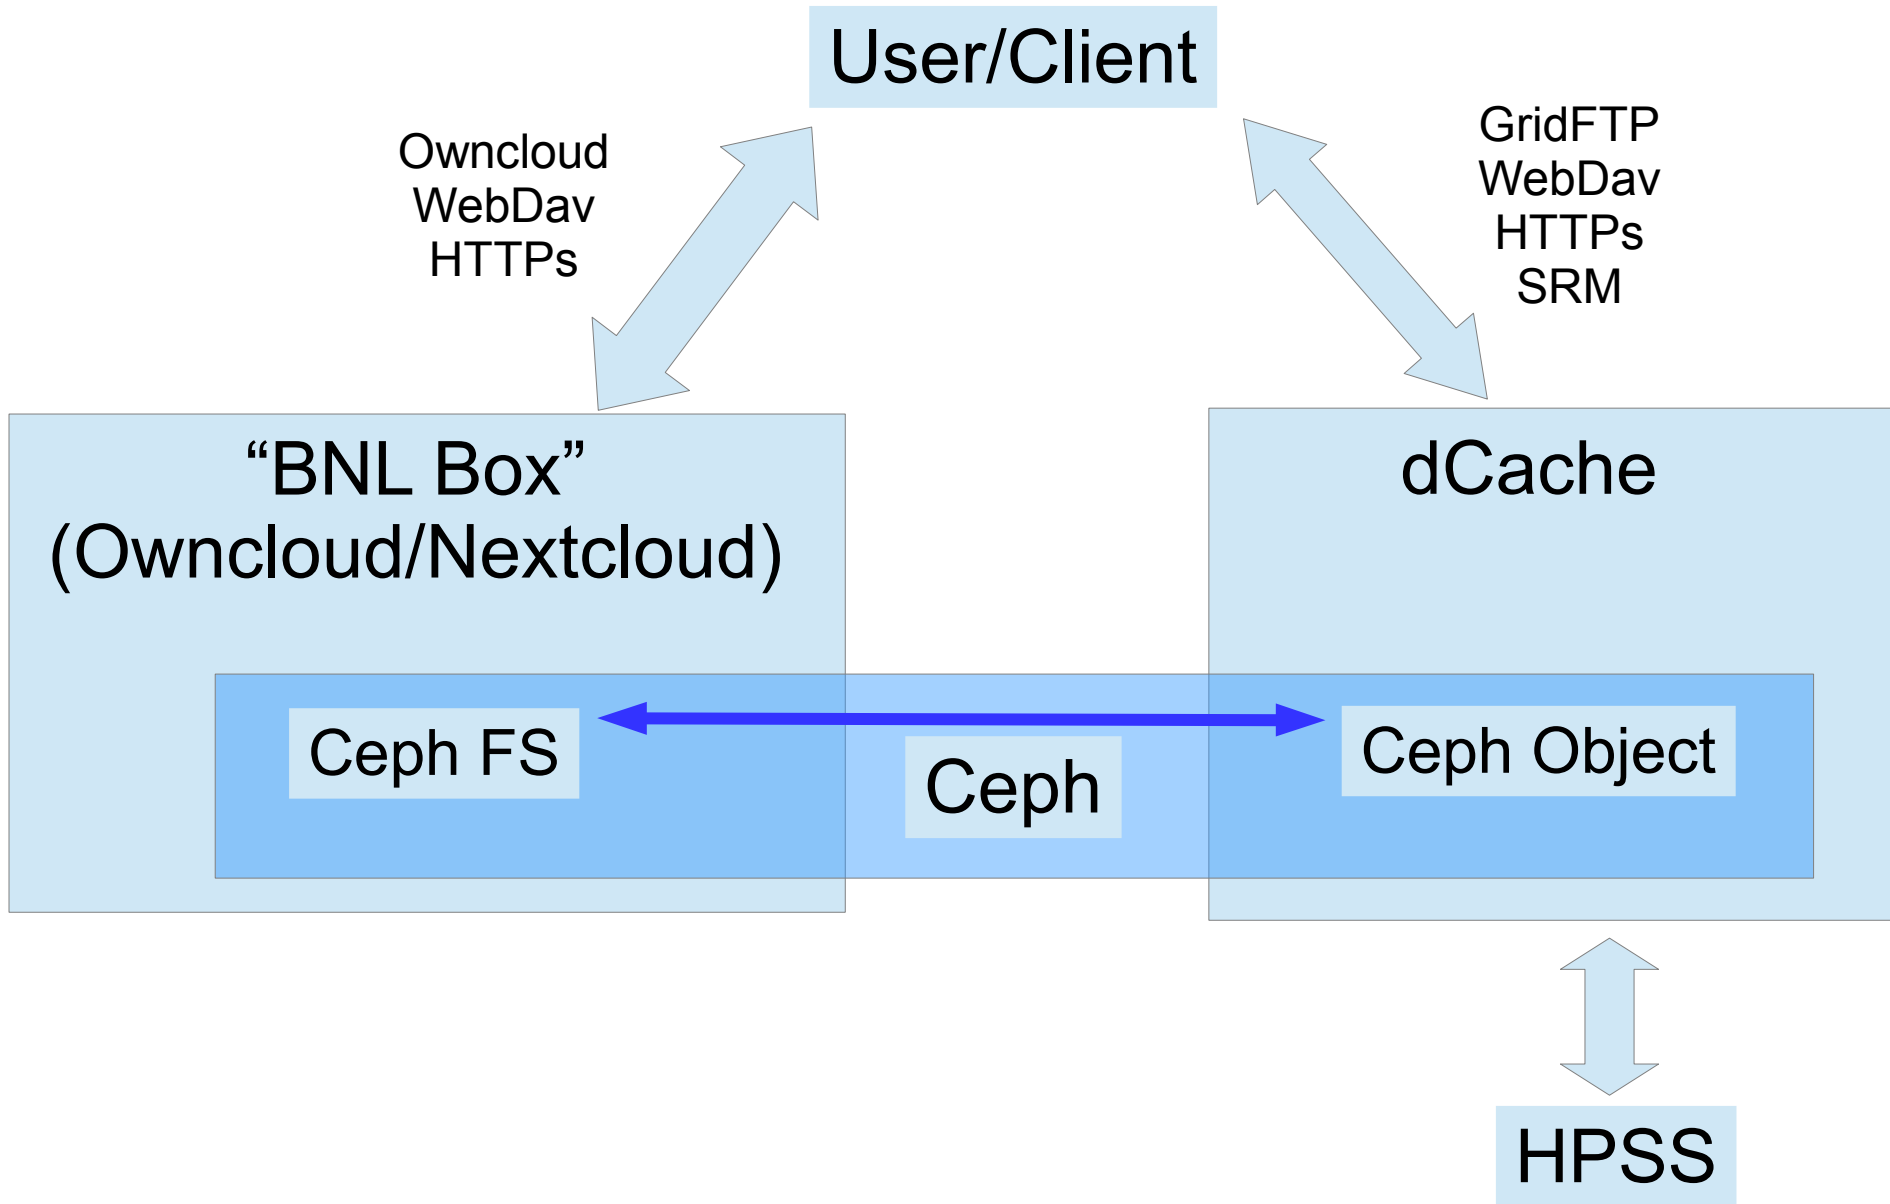 User/Client
Owncloud
WebDav
HTTPs
GridFTP
WebDav
HTTPs
SRM
“BNL Box”
(Owncloud/Nextcloud)
dCache
Ceph FS
Ceph
Ceph Object
HPSS